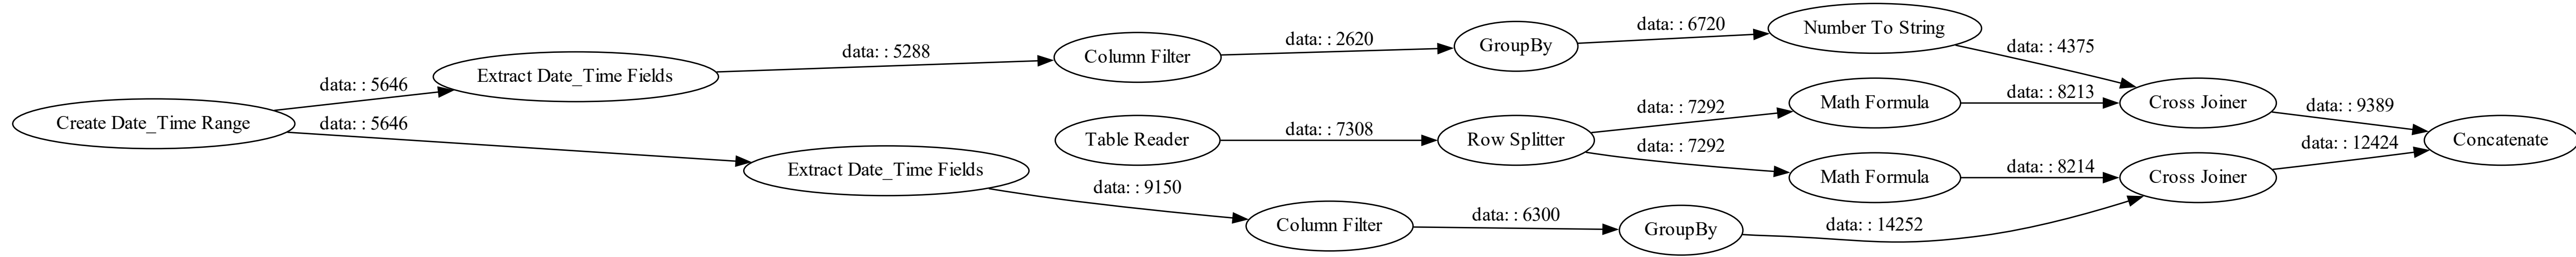 Create Date_Time Range
data: : 5646
data: : 5646
Extract Date_Time Fields
data: : 5288
Column Filter
data: : 2620
GroupBy
data: : 6720
Number To String
data: : 4375
Extract Date_Time Fields
data: : 9150
Column Filter
data: : 6300
GroupBy
data: : 14252
Table Reader
data: : 7308
Row Splitter
data: : 7292
data: : 7292
Math Formula
data: : 8213
Cross Joiner
data: : 9389
Math Formula
data: : 8214
Cross Joiner
data: : 12424
Concatenate